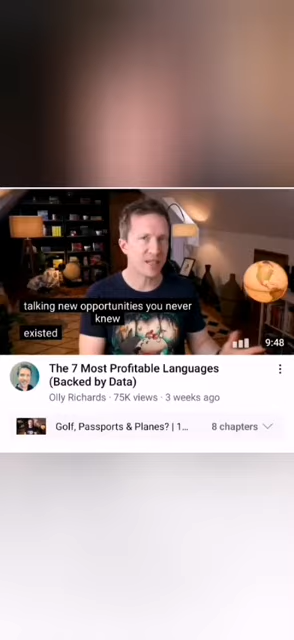 talking new opportunities you never
knew
existed
9:48
The 7 Most Profitable Languages
(Backed by Data)
Olly Richards · 75K views · 3 weeks ago
Golf, Passports & Planes? | 1...
8 chapters